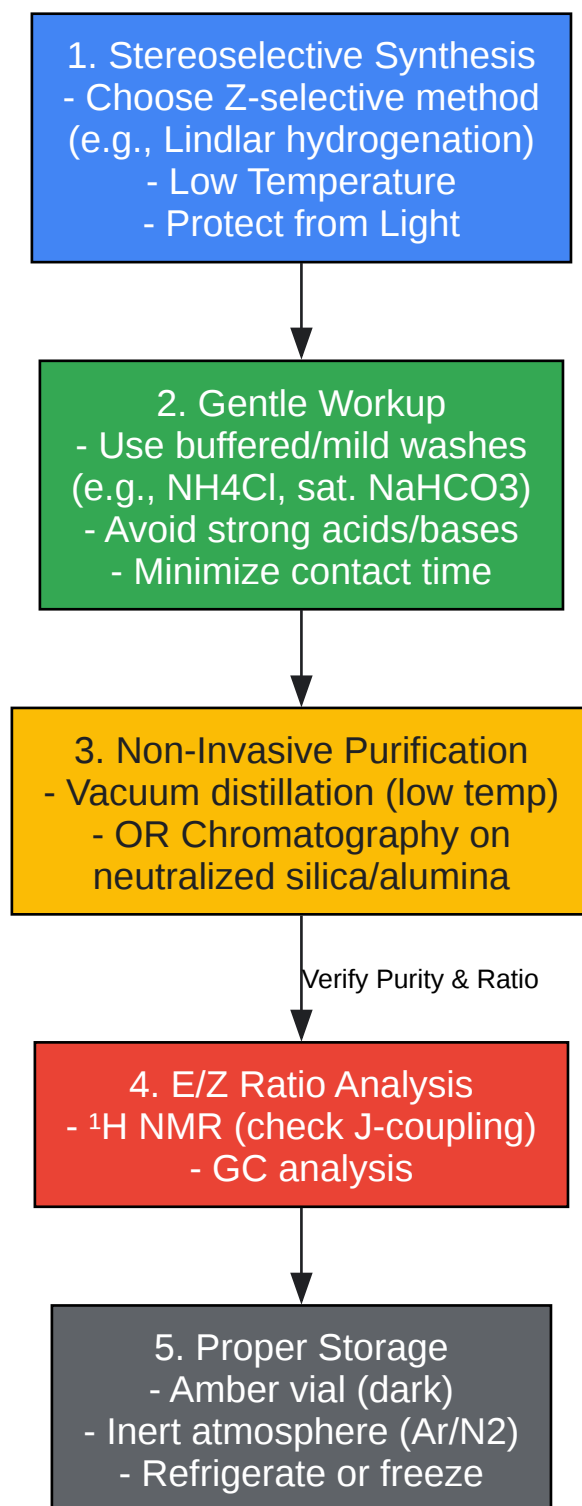 1. Stereoselective Synthesis
- Choose Z-selective method
(e.g., Lindlar hydrogenation)
- Low Temperature
- Protect from Light
2. Gentle Workup
- Use buffered/mild washes
(e.g., NH4Cl, sat. NaHCO3)
- Avoid strong acids/bases
- Minimize contact time
3. Non-Invasive Purification
- Vacuum distillation (low temp)
- OR Chromatography on
neutralized silica/alumina
Verify Purity & Ratio
4. E/Z Ratio Analysis
- ¹H NMR (check J-coupling)
- GC analysis
5. Proper Storage
- Amber vial (dark)
- Inert atmosphere (Ar/N2)
- Refrigerate or freeze